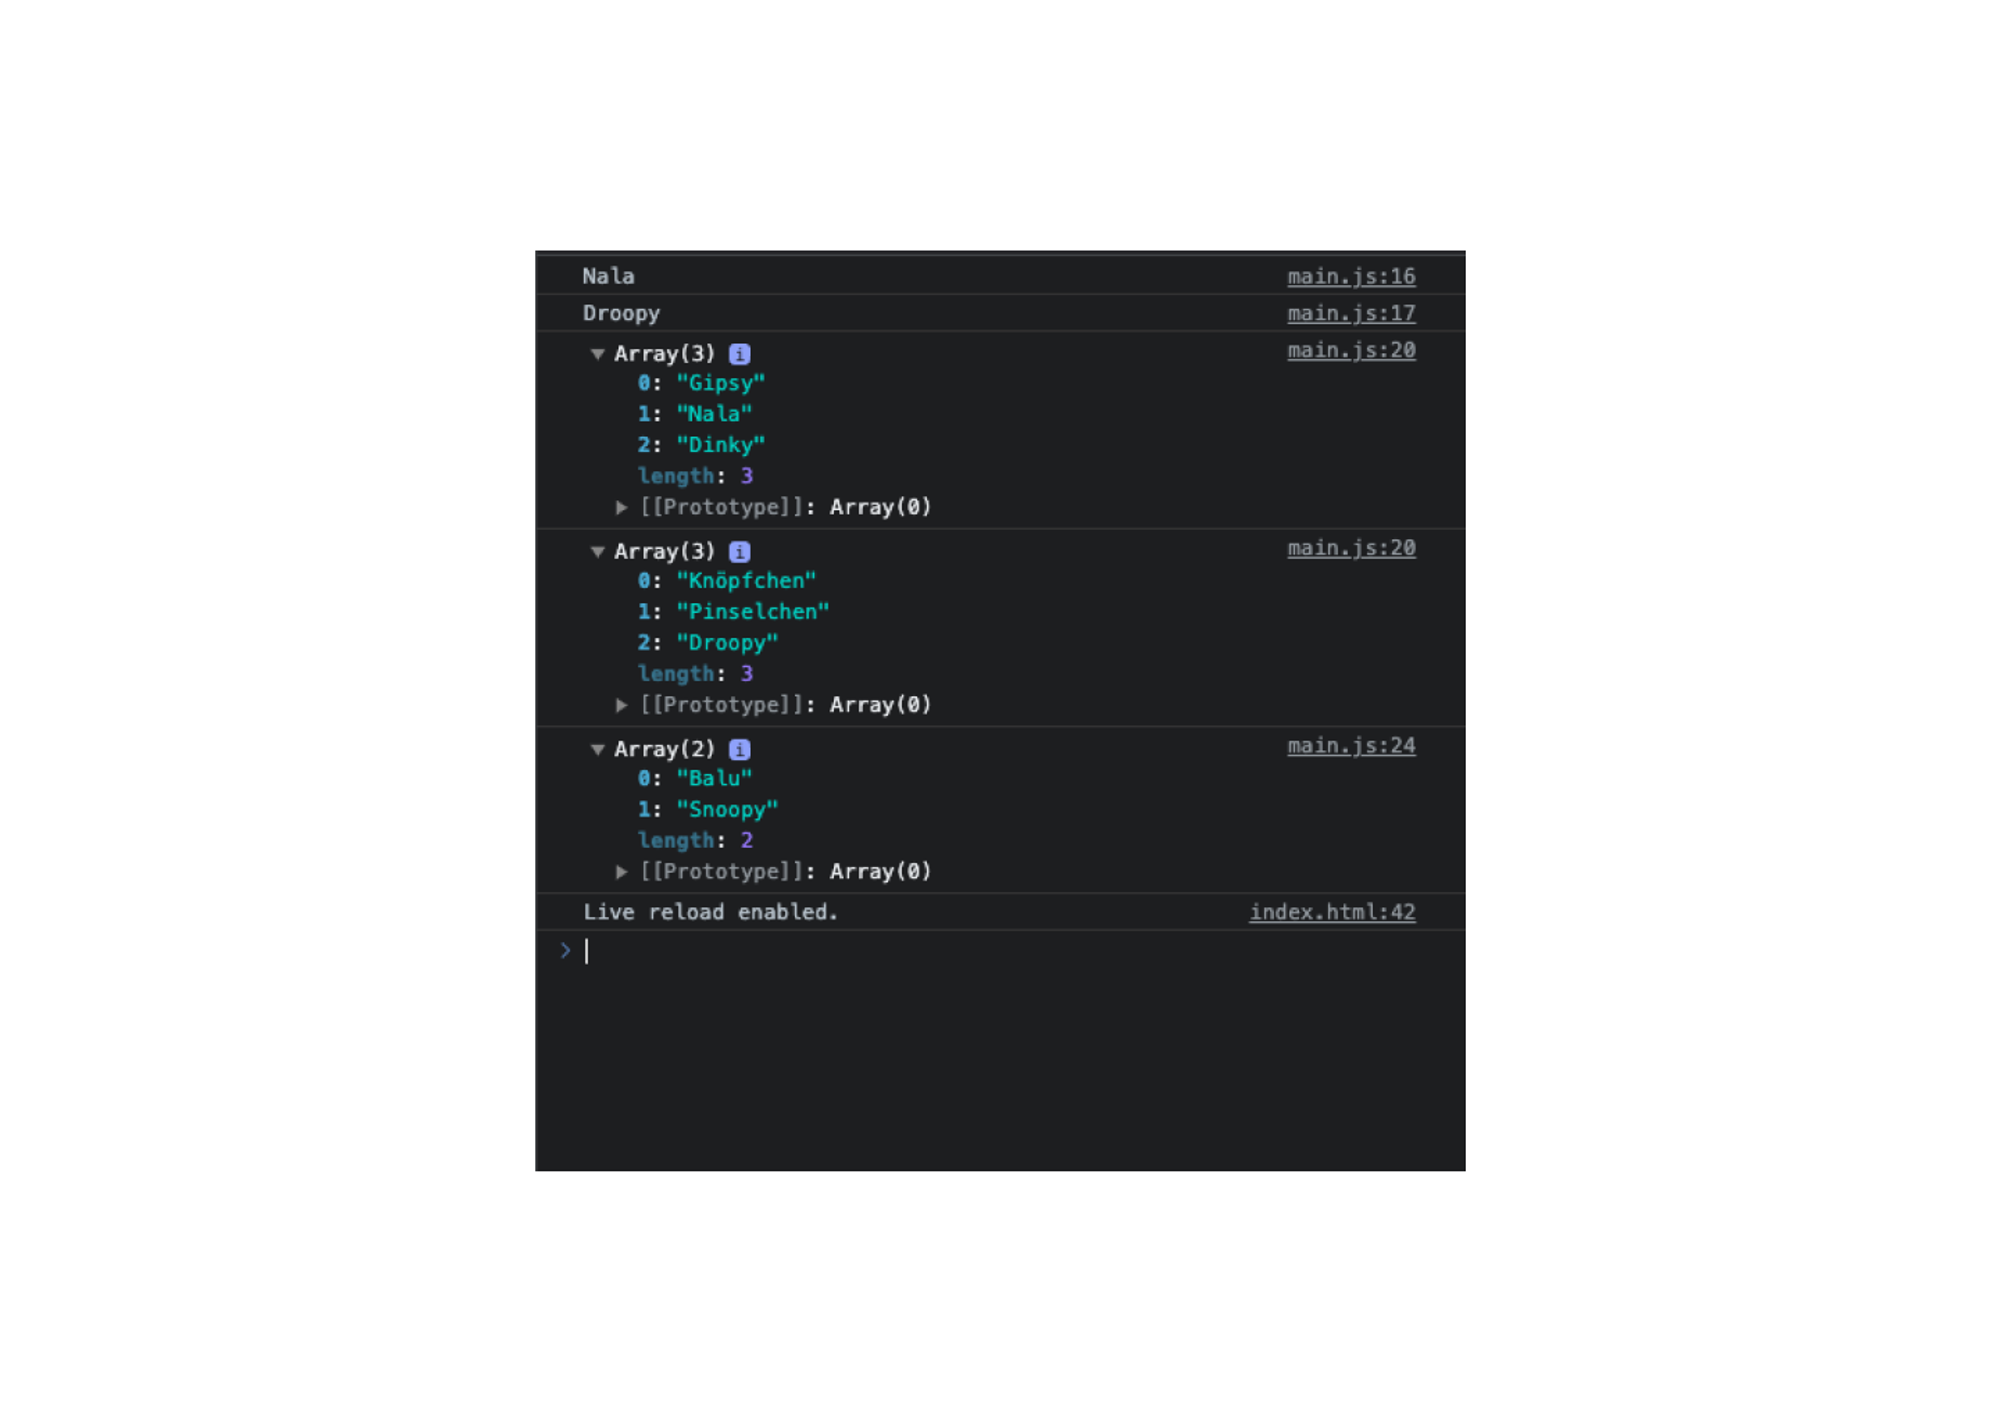 Nala main.js:16
Droopy main.js:17
▼ Array(3) i main.js:20
0: "Gipsy"
1: "Nala"
2: "Dinky"
length: 3
▶ [[Prototype]]: Array(0)
▼ Array(3) i main.js:20
0: "Knöpfchen"
1: "Pinselchen"
2: "Droopy"
length: 3
▶ [[Prototype]]: Array(0)
▼ Array(2) i main.js:24
0: "Balu"
1: "Snoopy"
length: 2
▶ [[Prototype]]: Array(0)
Live reload enabled. index.html:42
>